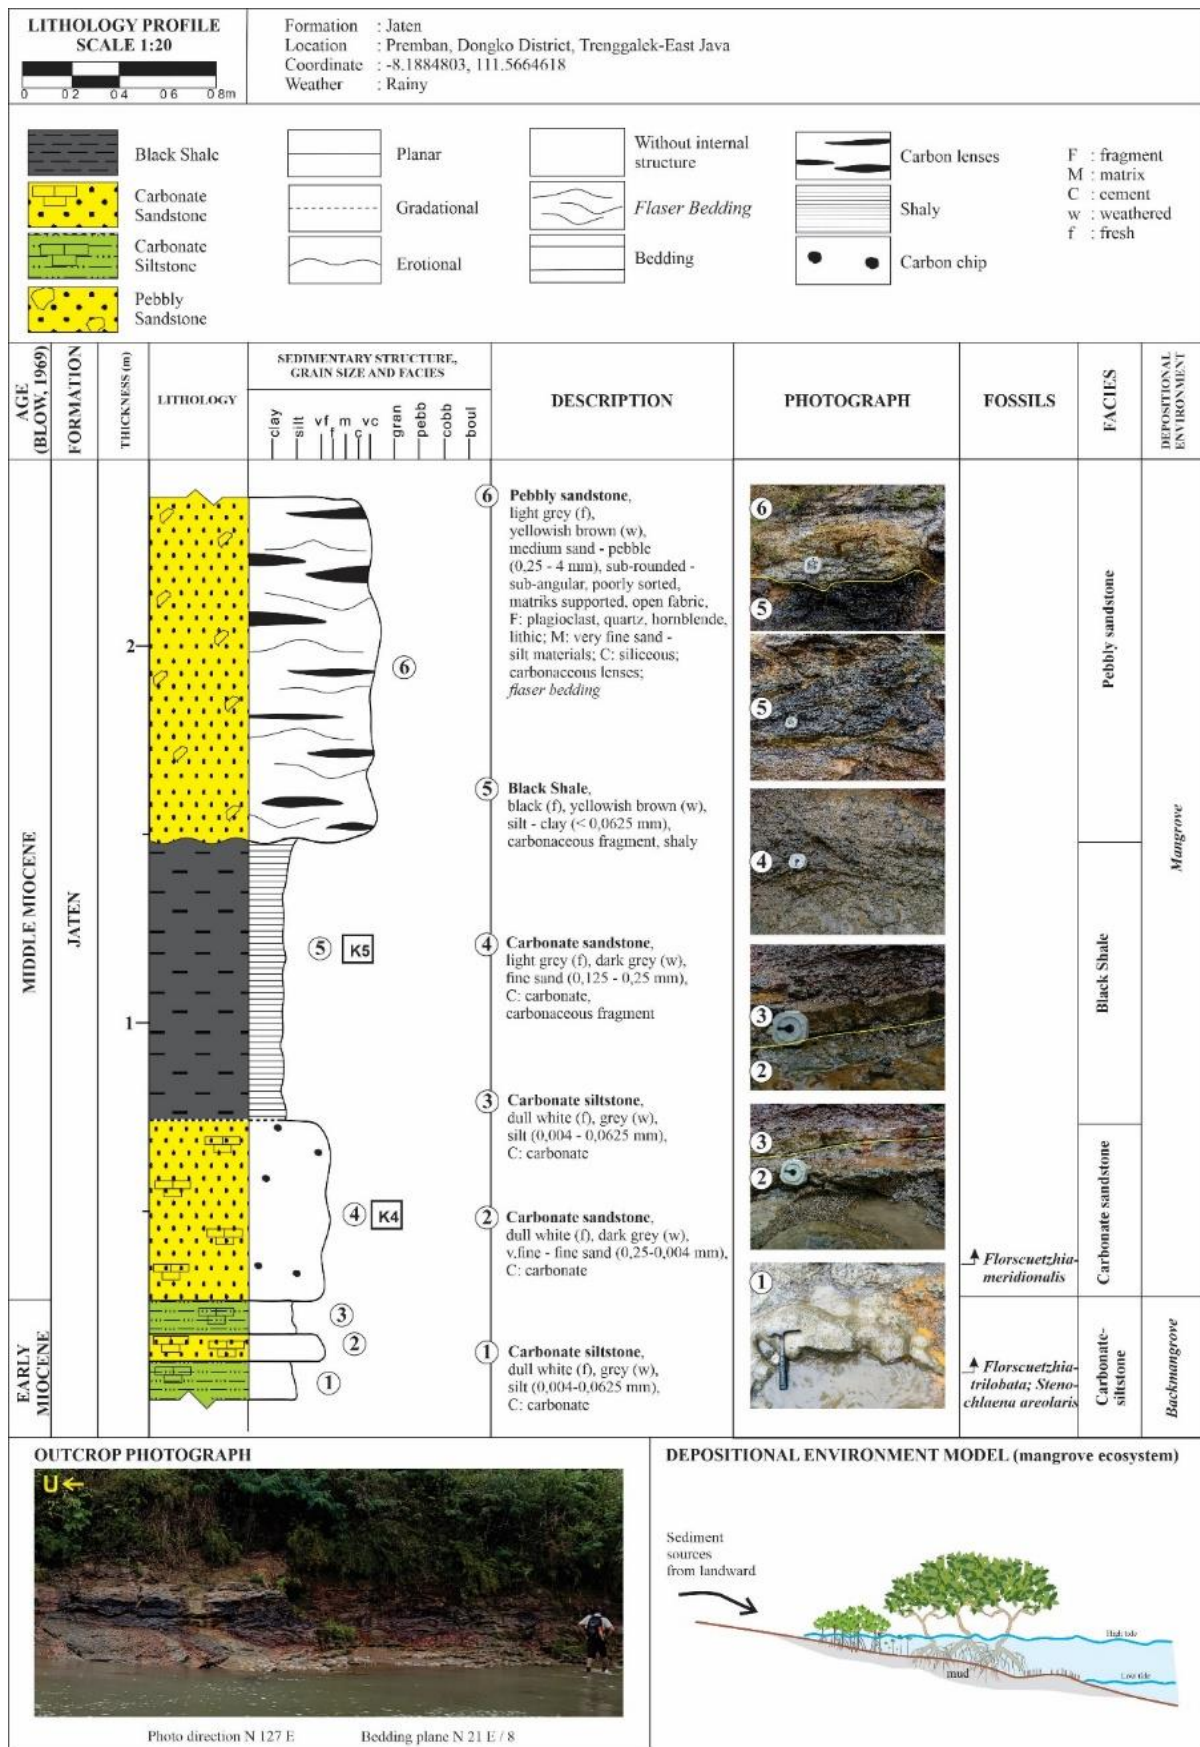 LITHOLOGY PROFILE
SCALE 1:20
0 0 2 0 4 0 6 0 8m
Formation : Jaten
Location : Premban, Dongko District, Trenggalek-East Java
Coordinate : -8.1884803, 111.5664618
Weather : Rainy
Black Shale
Carbonate
Sandstone
Carbonate
Siltstone
Pebbly
Sandstone
Planar
Gradational
Erotional
Without internal
structure
Flaser Bedding
Bedding
Carbon lenses
Shaly
Carbon chip
F : fragment
M : matrix
C : cement
w : weathered
f : fresh
AGE
(BLOW, 1969)
FORMATION
THICKNESS (m)
LITHOLOGY
SEDIMENTARY STRUCTURE,
GRAIN SIZE AND FACIES
clay
silt
vf
f
m
c
vc
gran
pebb
cobb
boul
DESCRIPTION
PHOTOGRAPH
FOSSILS
FACIES
DEPOSITIONAL
ENVIRONMENT
MIDDLE MIOCENE
EARLY
MIOCENE
JATEN
2
1
6
5 K5
4 K4
3
2
1
6 Pebbly sandstone,
light grey (f),
yellowish brown (w),
medium sand - pebble
(0,25 - 4 mm), sub-rounded -
sub-angular, poorly sorted,
matriks supported, open fabric,
F: plagioclast, quartz, hornblende,
lithic; M: very fine sand -
silt materials; C: siliceous;
carbonaceous lenses;
flaser bedding
5 Black Shale,
black (f), yellowish brown (w),
silt - clay (< 0,0625 mm),
carbonaceous fragment, shaly
4 Carbonate sandstone,
light grey (f), dark grey (w),
fine sand (0,125 - 0,25 mm),
C: carbonate,
carbonaceous fragment
3 Carbonate siltstone,
dull white (f), grey (w),
silt (0,004 - 0,0625 mm),
C: carbonate
2 Carbonate sandstone,
dull white (f), dark grey (w),
v.fine - fine sand (0,25-0,004 mm),
C: carbonate
1 Carbonate siltstone,
dull white (f), grey (w),
silt (0,004-0,0625 mm),
C: carbonate
6
5
5
4
3
2
3
2
1
Florscuetzhia-
meridionalis
Florscuetzhia-
trilobata; Steno-
chlaena areolaris
Pebbly sandstone
Black Shale
Carbonate sandstone
Carbonate-
siltstone
Mangrove
Backmangrove
OUTCROP PHOTOGRAPH
U←
Photo direction N 127 E Bedding plane N 21 E / 8
DEPOSITIONAL ENVIRONMENT MODEL (mangrove ecosystem)
Sediment
sources
from landward
High tide
mud
Low tide